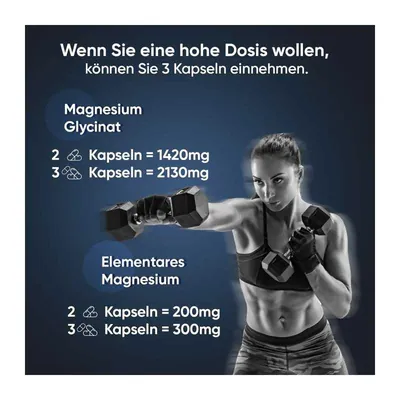 Wenn Sie eine hohe Dosis wollen,
können Sie 3 Kapseln einnehmen.
Magnesium
Glycinat
2 Kapseln = 1420mg
3 Kapseln = 2130mg
Elementares
Magnesium
2 Kapseln = 200mg
3 Kapseln = 300mg